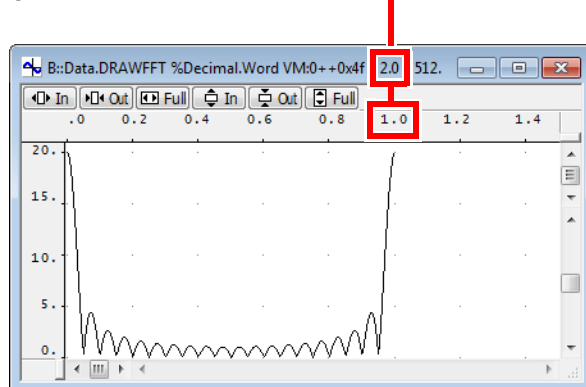 B::Data.DRAWFFT %Decimal.Word VM:0++0x4f 2.0 512.
In Out Full In Out Full
.0 0.2 0.4 0.6 0.8 1.0 1.2 1.4
20.
15.
10.
5.
0.